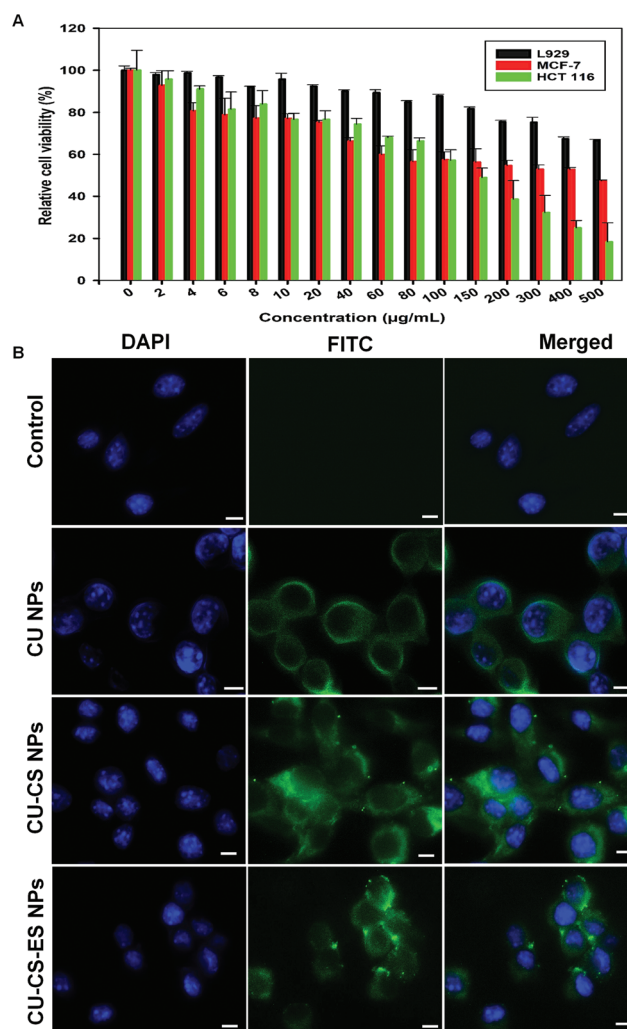 A
120
100
80
60
40
20
0
Relative cell viability (%)
L929
MCF-7
HCT 116
0 2 4 6 8 10 20 40 60 80 100 150 200 300 400 500
Concentration (µg/mL)
B
DAPI FITC Merged
Control
CU NPs
CU-CS NPs
CU-CS-ES NPs